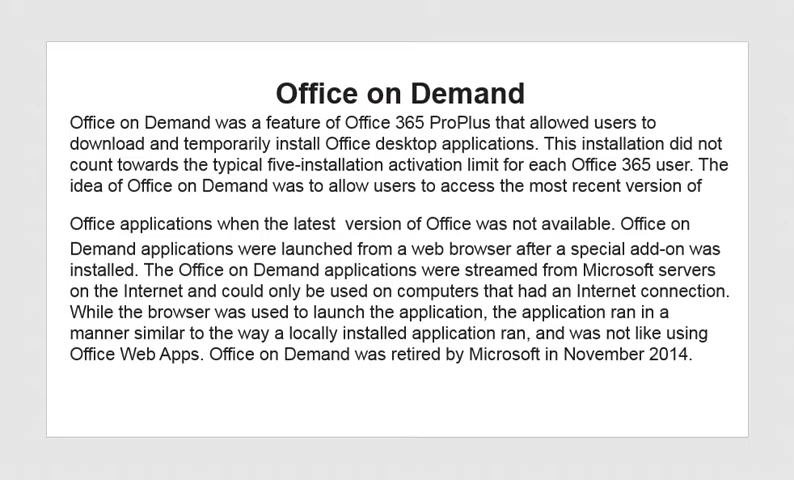 Office on Demand
Office on Demand was a feature of Office 365 ProPlus that allowed users to
download and temporarily install Office desktop applications. This installation did not
count towards the typical five-installation activation limit for each Office 365 user. The
idea of Office on Demand was to allow users to access the most recent version of
Office applications when the latest  version of Office was not available. Office on
Demand applications were launched from a web browser after a special add-on was
installed. The Office on Demand applications were streamed from Microsoft servers
on the Internet and could only be used on computers that had an Internet connection.
While the browser was used to launch the application, the application ran in a
manner similar to the way a locally installed application ran, and was not like using
Office Web Apps. Office on Demand was retired by Microsoft in November 2014.